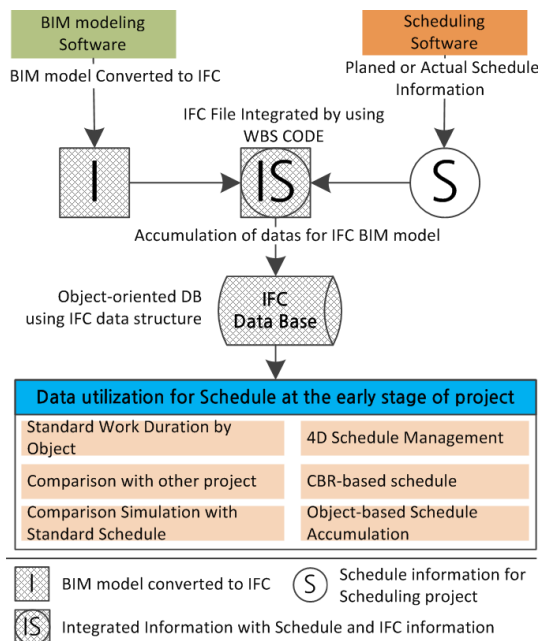 BIM modeling
Software
Scheduling
Software
BIM model Converted to IFC
Planed or Actual Schedule
Information
IFC File Integrated by using
WBS CODE
I
IS
S
Accumulation of datas for IFC BIM model
Object-oriented DB
using IFC data structure
IFC
Data Base
Data utilization for Schedule at the early stage of project
Standard Work Duration by
Object
4D Schedule Management
Comparison with other project
CBR-based schedule
Comparison Simulation with
Standard Schedule
Object-based Schedule
Accumulation
I
BIM model converted to IFC
S
Schedule information for
Scheduling project
IS
Integrated Information with Schedule and IFC information